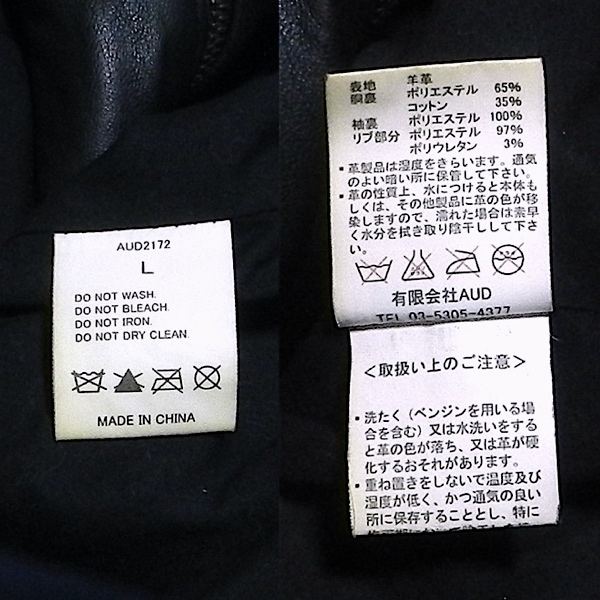 AUD2172
L
DO NOT WASH.
DO NOT BLEACH.
DO NOT IRON.
DO NOT DRY CLEAN.
MADE IN CHINA
表地 羊革
胴裏 ポリエステル 65%
コットン 35%
袖裏 ポリエステル 100%
リブ部分 ポリエステル 97%
ポリウレタン 3%
▪革製品は湿度をきらいます。通気
のよい暗い所に保管して下さい。
▪革の性質上、水につけると本体も
しくは、その他製品に革の色が移
染しますので、濡れた場合は素早
く水分を拭き取り陰干しして下さ
い。
有限会社AUD
TEL 03-5305-4377
<取扱い上のご注意>
▪洗たく（ベンジンを用いる場
合を含む）又は水洗いをする
と革の色が落ち、又は革が硬
化するおそれがあります。
▪重ね置きをしないで温度及び
湿度が低く、かつ通気の良い
所に保存することとし、特に